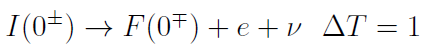 I(0^±) → F(0^∓) + e + ν ΔT = 1